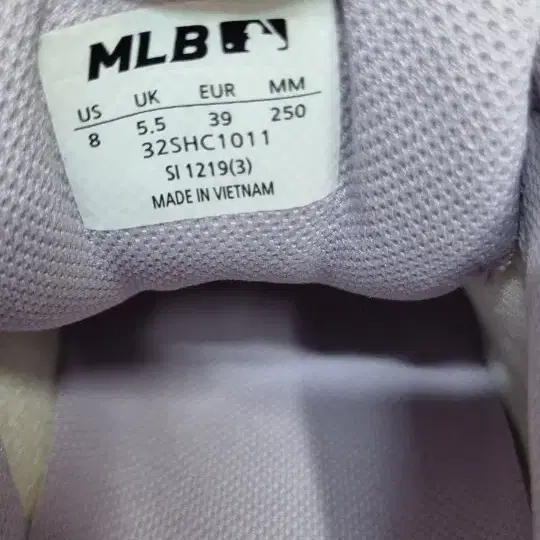 MLB
US UK EUR MM
8 5.5 39 250
32SHC1011
SI 1219(3)
MADE IN VIETNAM